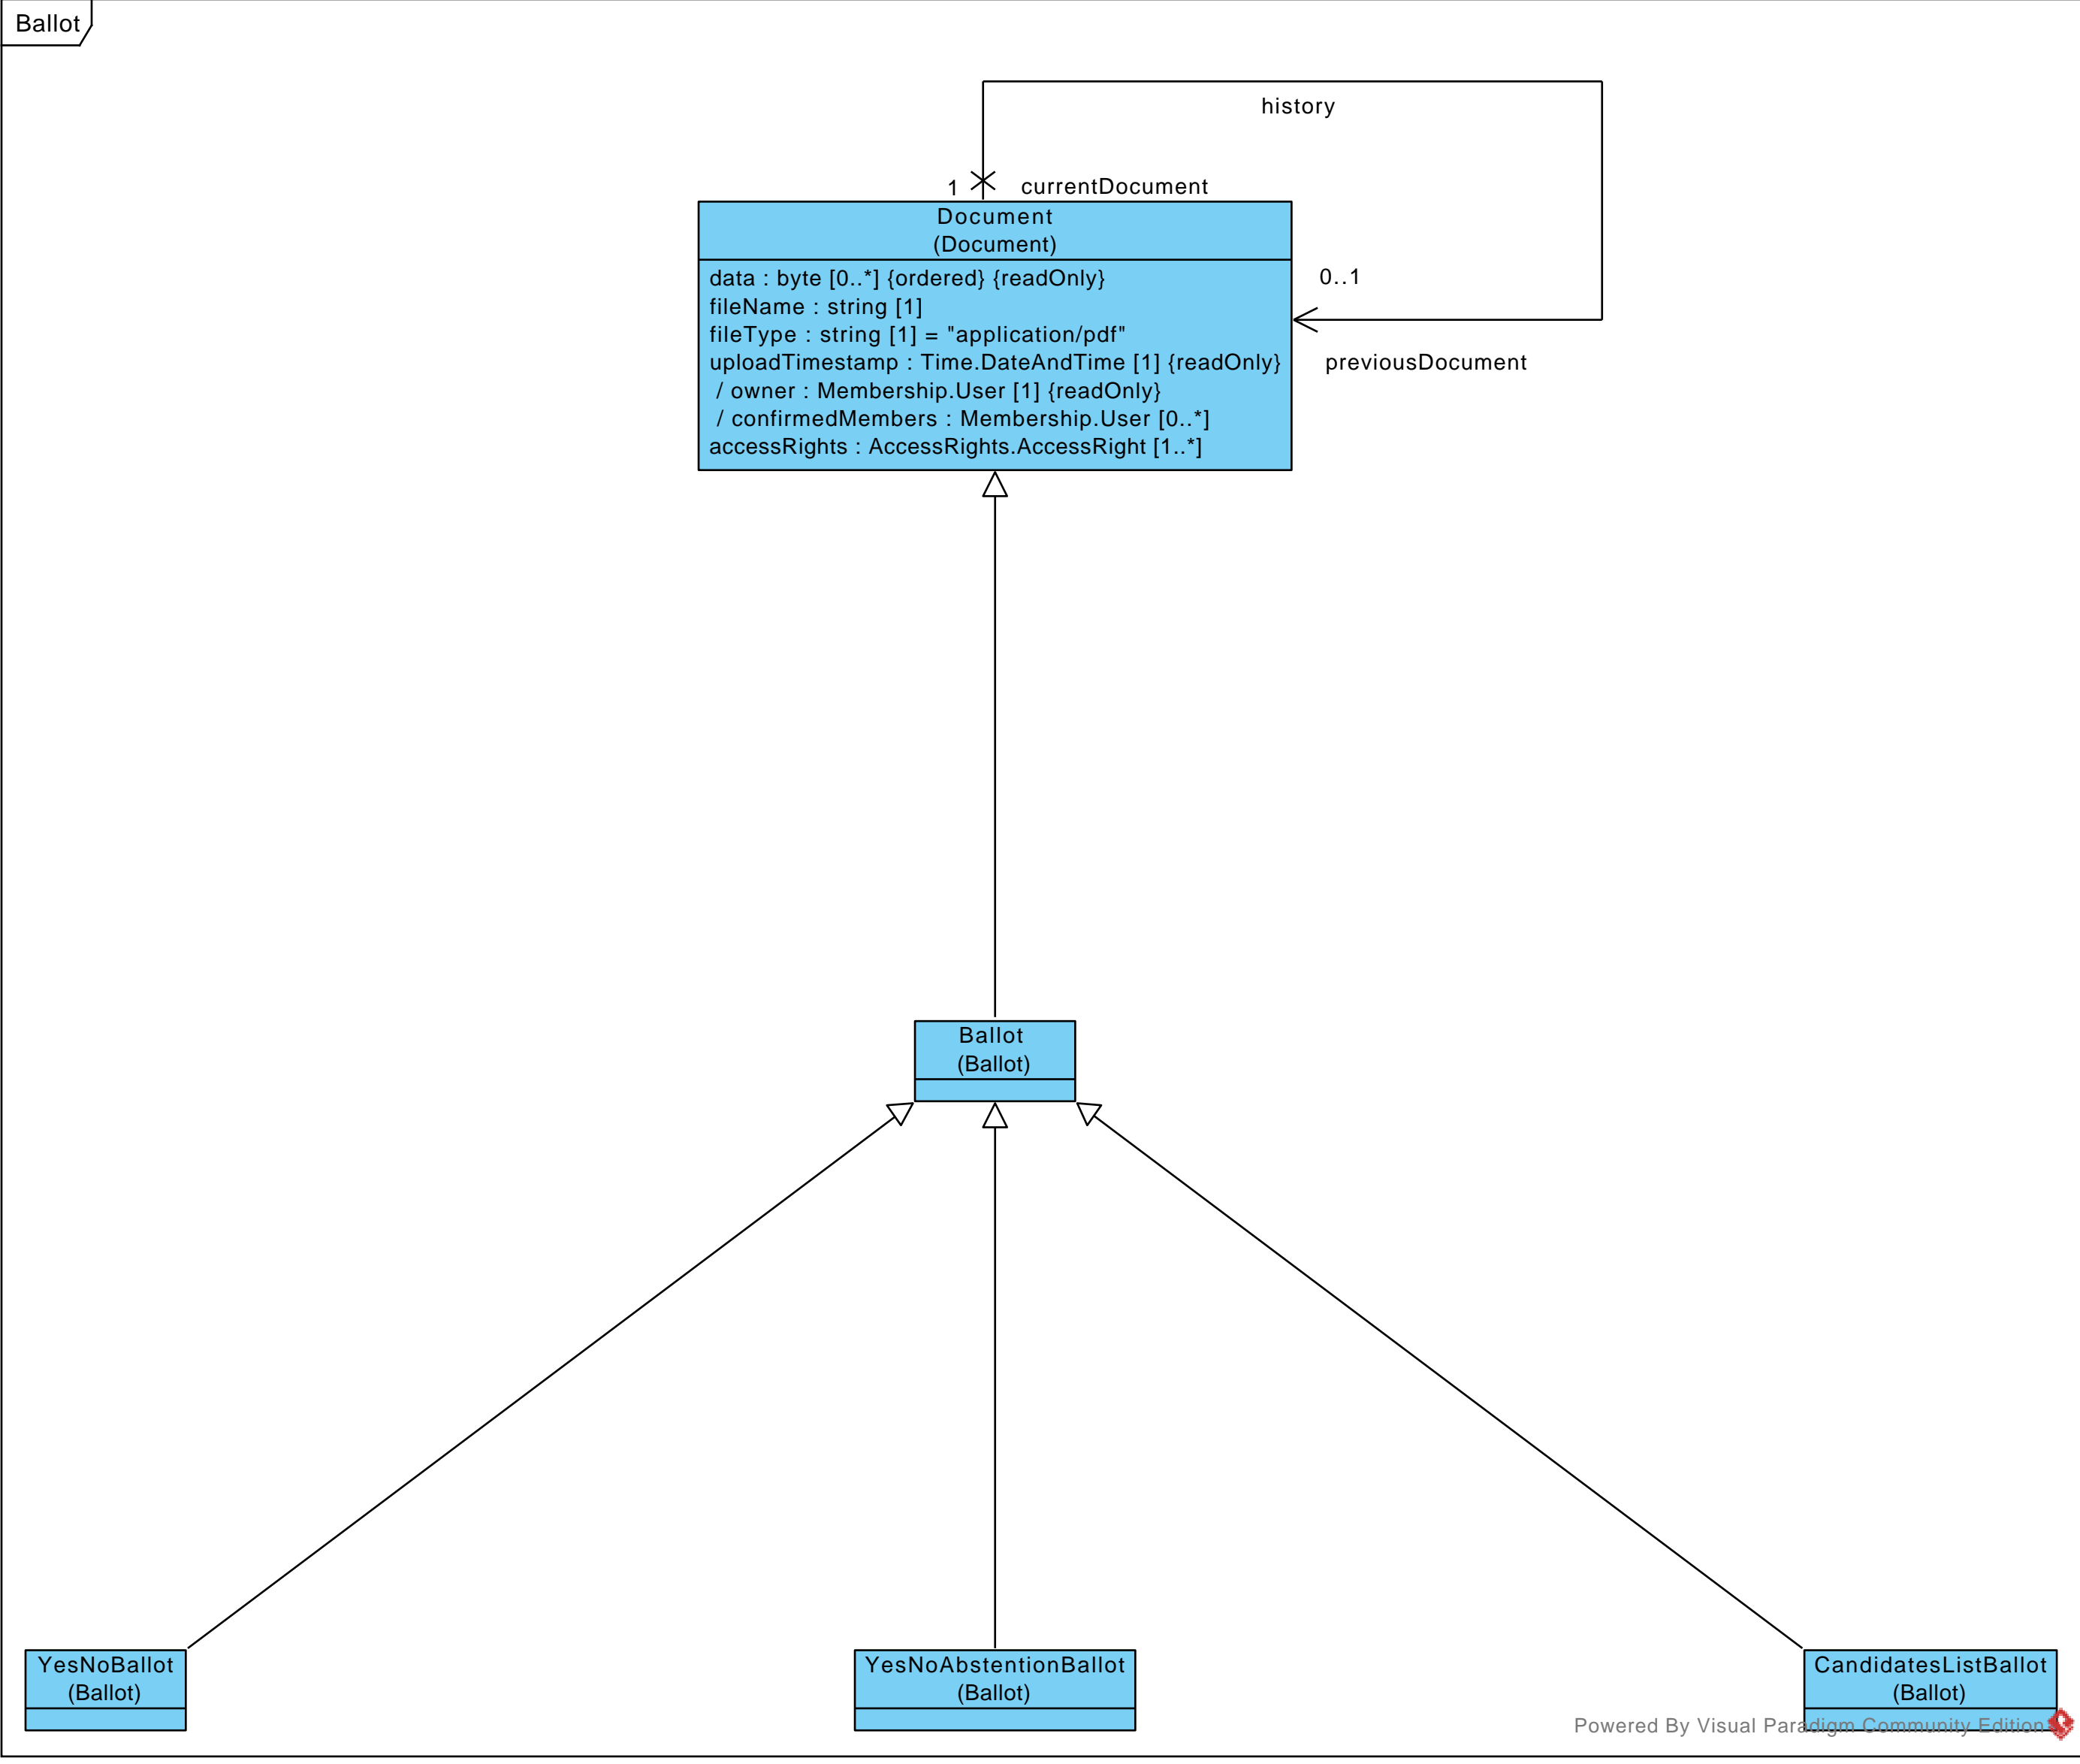 Ballot
history
1
currentDocument
Document
(Document)
data : byte [0..*] {ordered} {readOnly}
fileName : string [1]
fileType : string [1] = "application/pdf"
uploadTimestamp : Time.DateAndTime [1] {readOnly}
/ owner : Membership.User [1] {readOnly}
/ confirmedMembers : Membership.User [0..*]
accessRights : AccessRights.AccessRight [1..*]
0..1
previousDocument
Ballot
(Ballot)
YesNoBallot
(Ballot)
YesNoAbstentionBallot
(Ballot)
CandidatesListBallot
(Ballot)
Powered By Visual Paradigm Community Edition